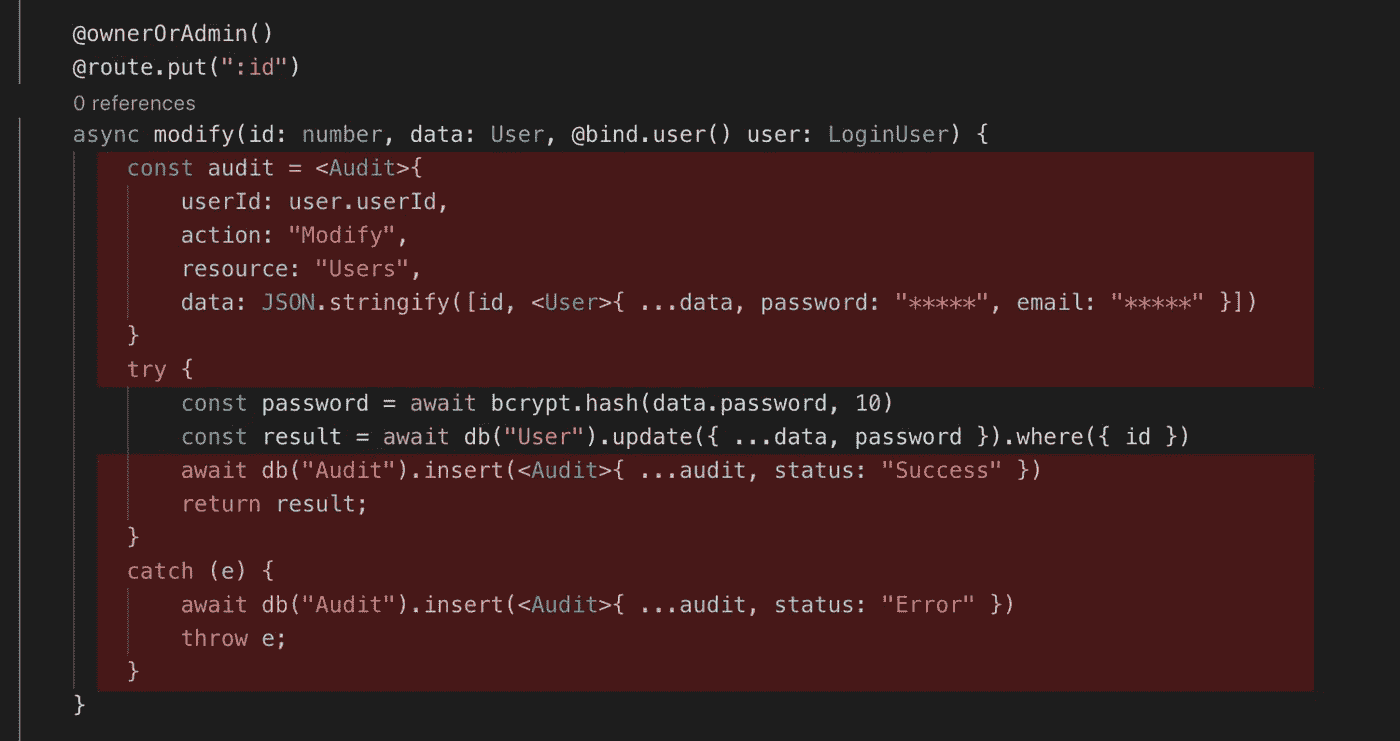 @ownerOrAdmin()
@route.put(":id")
0 references
async modify(id: number, data: User, @bind.user() user: LoginUser) {
const audit = <Audit>{
userId: user.userId,
action: "Modify",
resource: "Users",
data: JSON.stringify([id, <User>{ ...data, password: "*****", email: "*****" }])
}
try {
const password = await bcrypt.hash(data.password, 10)
const result = await db("User").update({ ...data, password }).where({ id })
await db("Audit").insert(<Audit>{ ...audit, status: "Success" })
return result;
}
catch (e) {
await db("Audit").insert(<Audit>{ ...audit, status: "Error" })
throw e;
}
}